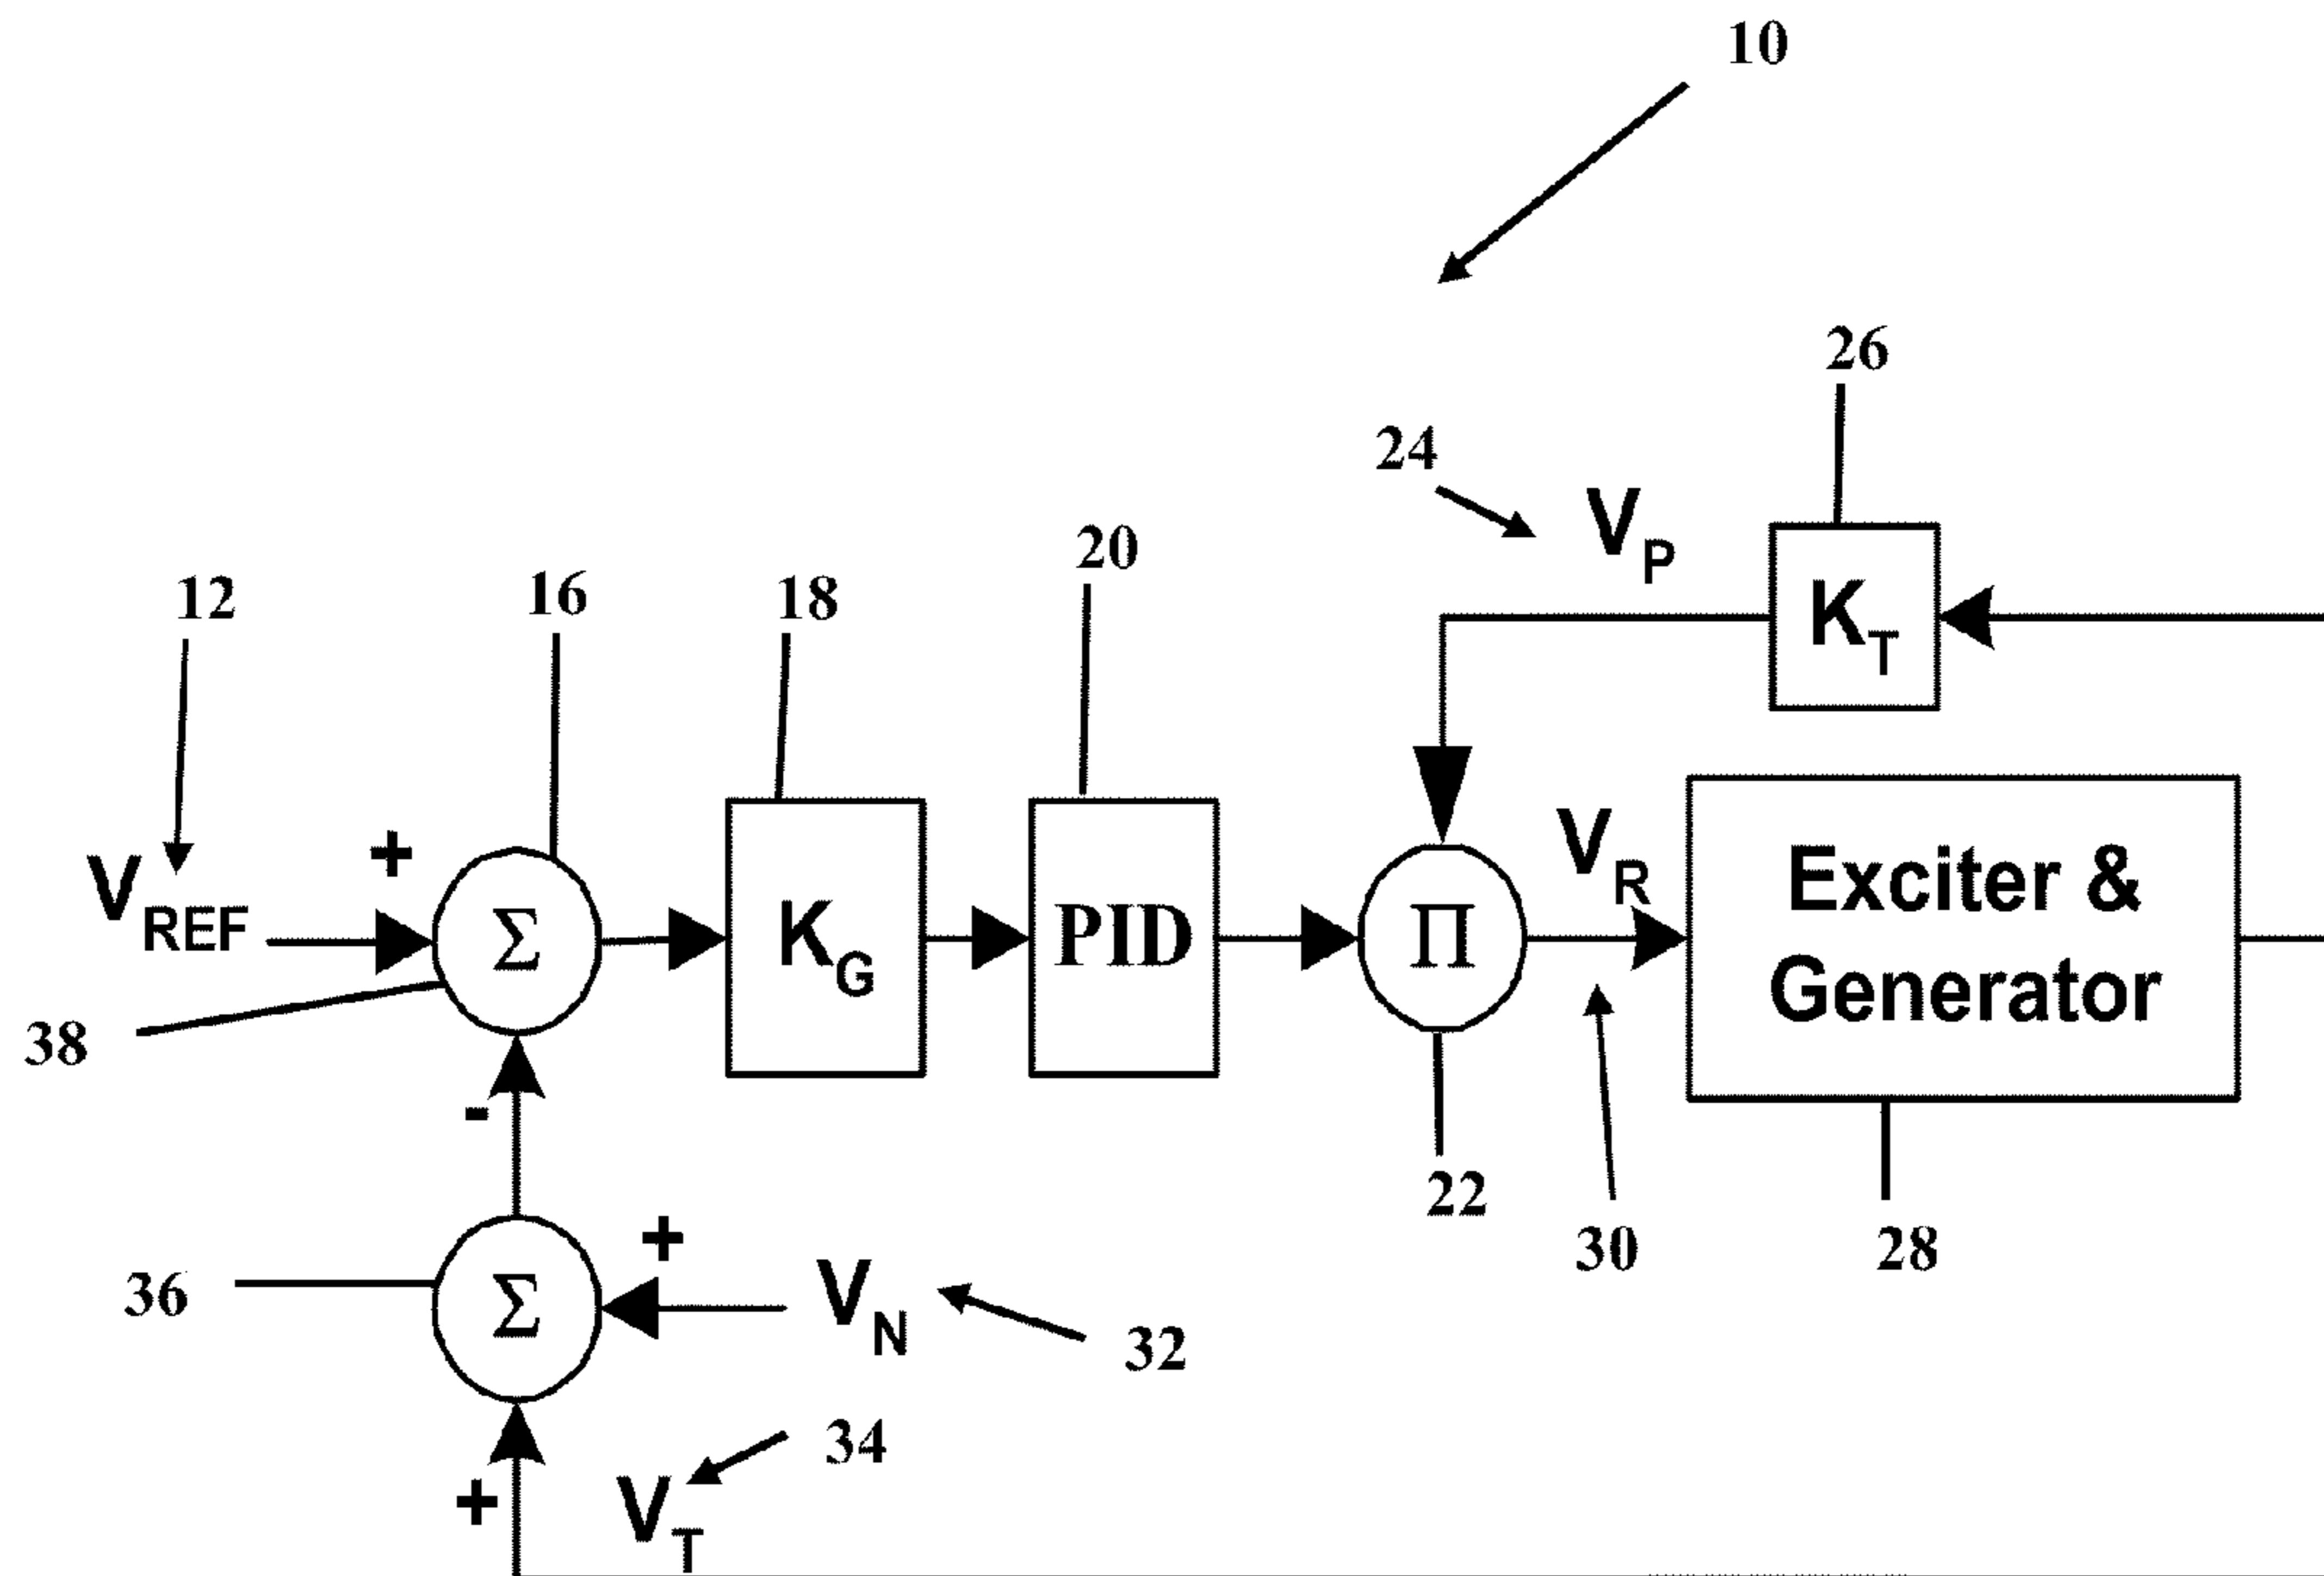 10
26
24
V_P
20
12
16
18
K_T
V_REF
+
Σ
K_G
PID
Π
V_R
Exciter &
Generator
38
-
22
30
28
36
Σ
+
V_N
32
34
+
V_T